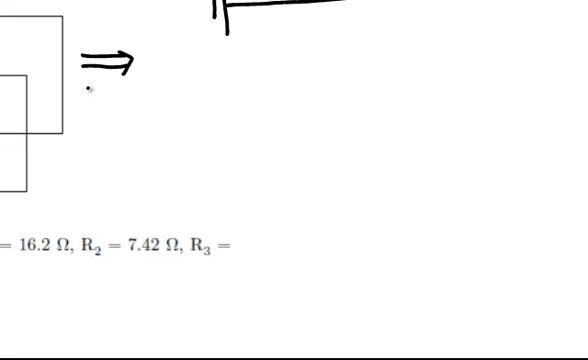 = 16.2 Ω, R₂ = 7.42 Ω, R₃ =